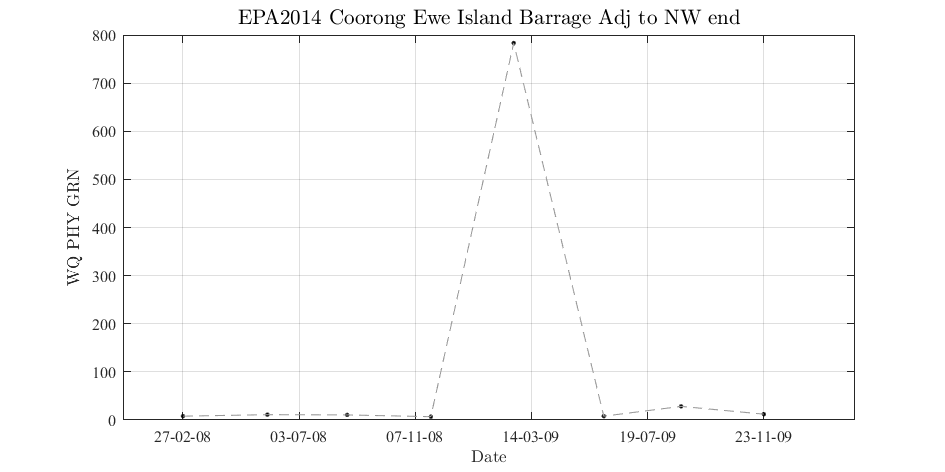 EPA2014 Coorong Ewe Island Barrage Adj to NW end
800
700
600
500
400
300
200
100
0
WQ PHY GRN
27-02-08 03-07-08 07-11-08 14-03-09 19-07-09 23-11-09
Date